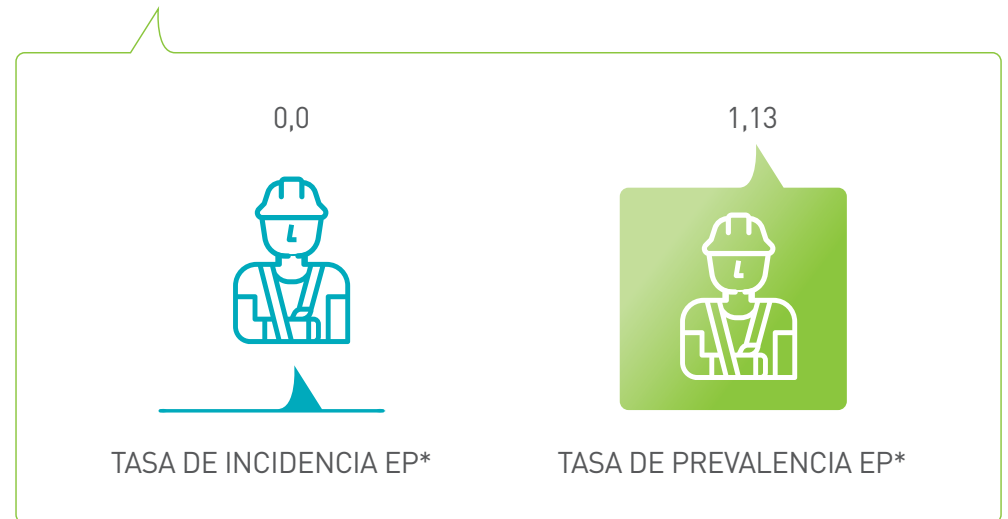 0,0
1,13
TASA DE INCIDENCIA EP*
TASA DE PREVALENCIA EP*